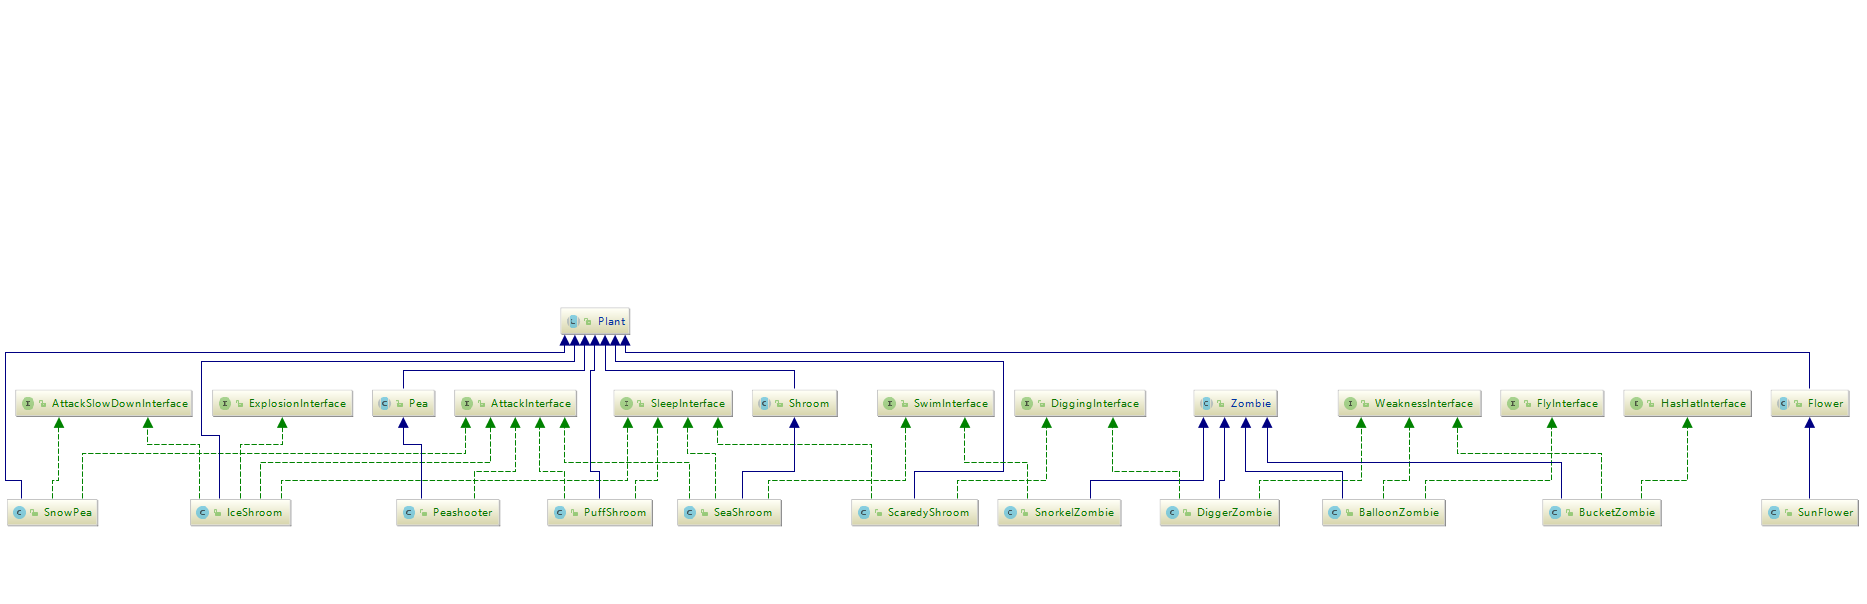 Plant
AttackSlowDownInterface
ExplosionInterface
Pea
AttackInterface
SleepInterface
Shroom
SwimInterface
DiggingInterface
Zombie
WeaknessInterface
FlyInterface
HasHatInterface
Flower
SnowPea
IceShroom
Peashooter
PuffShroom
SeaShroom
ScaredyShroom
SnorkelZombie
DiggerZombie
BalloonZombie
BucketZombie
SunFlower